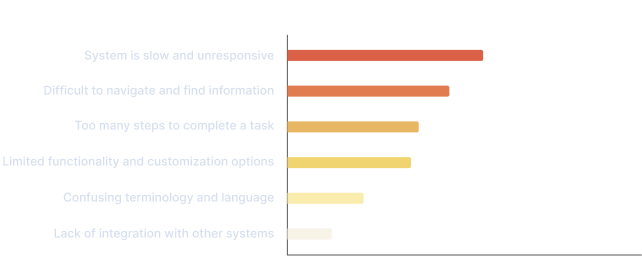 System is slow and unresponsive
Difficult to navigate and find information
Too many steps to complete a task
Limited functionality and customization options
Confusing terminology and language
Lack of integration with other systems